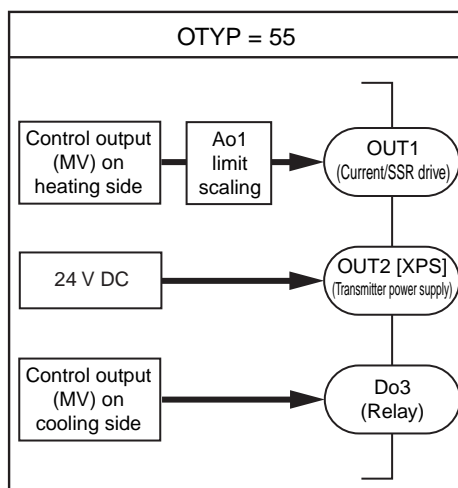 OTYP = 55
Control output
(MV) on
heating side
Ao1
limit
scaling
OUT1
(Current/SSR drive)
24 V DC
OUT2 [XPS]
(Transmitter power supply)
Control output
(MV) on
cooling side
Do3
(Relay)